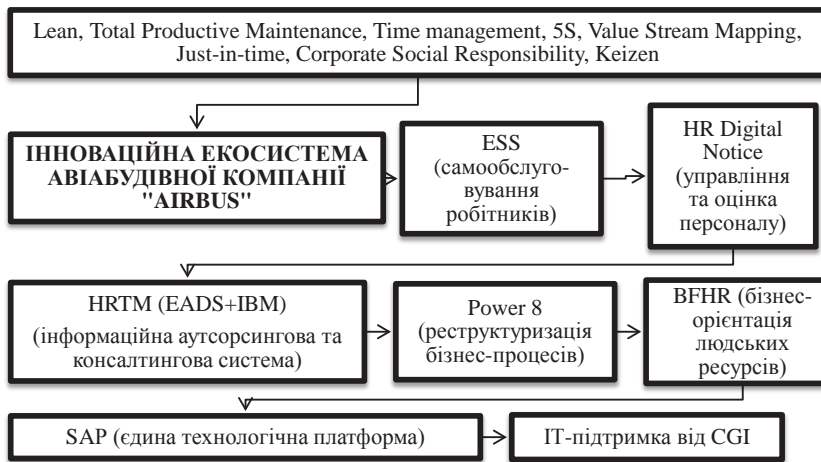 Lean, Total Productive Maintenance, Time management, 5S, Value Stream Mapping,
Just-in-time, Corporate Social Responsibility, Keizen
ІННОВАЦІЙНА ЕКОСИСТЕМА
АВІАБУДІВНОЇ КОМПАНІЇ
"AIRBUS"
ESS
(самообслуго-
вування
робітників)
HR Digital
Notice
(управління
та оцінка
персоналу)
HRTM (EADS+IBM)
(інформаційна аутсорсингова та
консалтингова система)
Power 8
(реструктуризація
бізнес-процесів)
BFHR (бізнес-
орієнтація
людських
ресурсів)
SAP (єдина технологічна платформа)
ІТ-підтримка від CGI